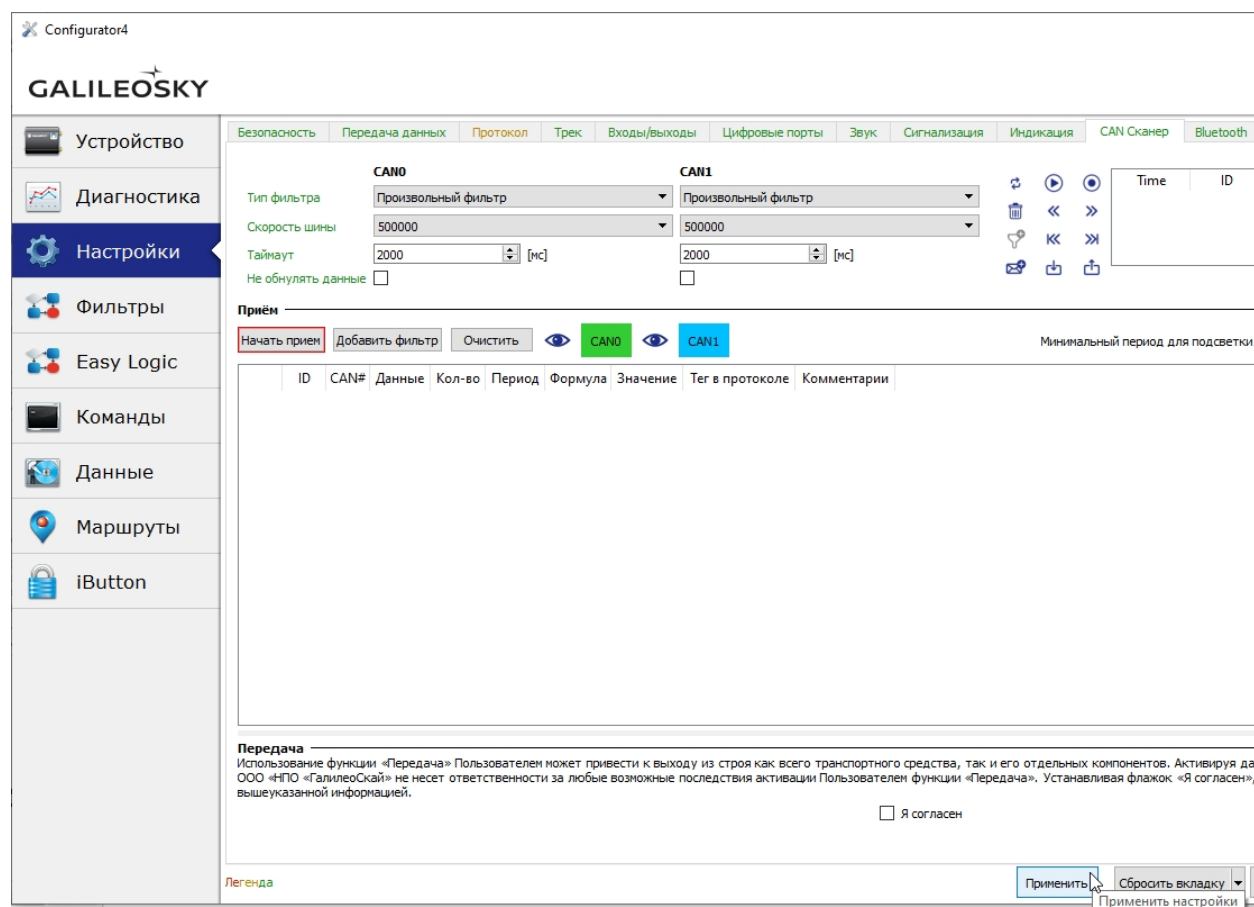 Configurator4
GALILEOSKY
Устройство
Диагностика
Настройки
Фильтры
Easy Logic
Команды
Данные
Маршруты
iButton
Безопасность Передача данных Протокол Трек Входы/выходы Цифровые порты Звук Сигнализация Индикация CAN Сканер Bluetooth
CAN0 CAN1
Тип фильтра Произвольный фильтр Произвольный фильтр
Скорость шины 500000 500000
Таймаут 2000 [мс] 2000 [мс]
Не обнулять данные
Time ID
Приём
Начать прием Добавить фильтр Очистить CAN0 CAN1 Минимальный период для подсветки
ID CAN# Данные Кол-во Период Формула Значение Тег в протоколе Комментарии
Передача
Использование функции «Передача» Пользователем может привести к выходу из строя как всего транспортного средства, так и его отдельных компонентов. Активируя да
ООО «НПО «ГалилеоСкай» не несет ответственности за любые возможные последствия активации Пользователем функции «Передача». Устанавливая флажок «Я согласен»,
вышеуказанной информацией.
Я согласен
Легенда
Применить Сбросить вкладку
Применить настройки